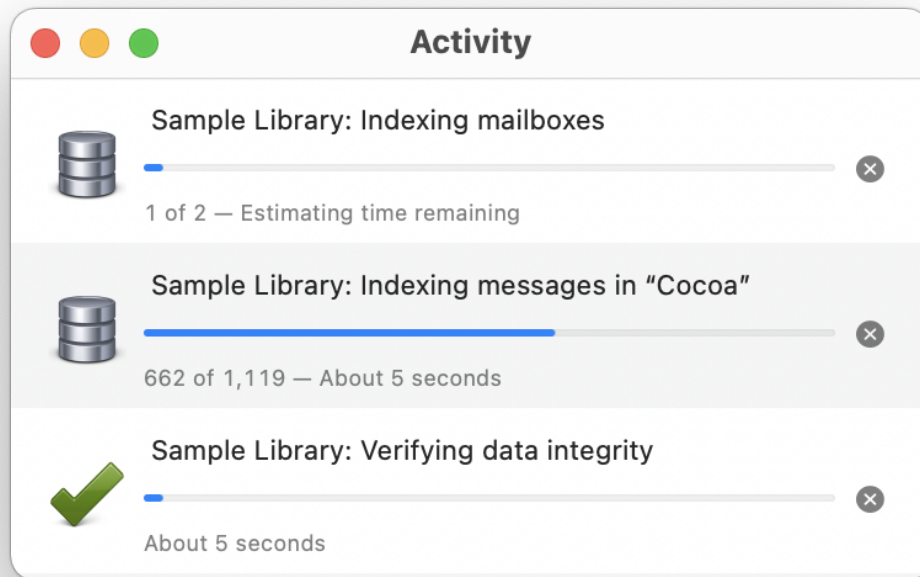 Activity
Sample Library: Indexing mailboxes
1 of 2 — Estimating time remaining
Sample Library: Indexing messages in “Cocoa”
662 of 1,119 — About 5 seconds
Sample Library: Verifying data integrity
About 5 seconds